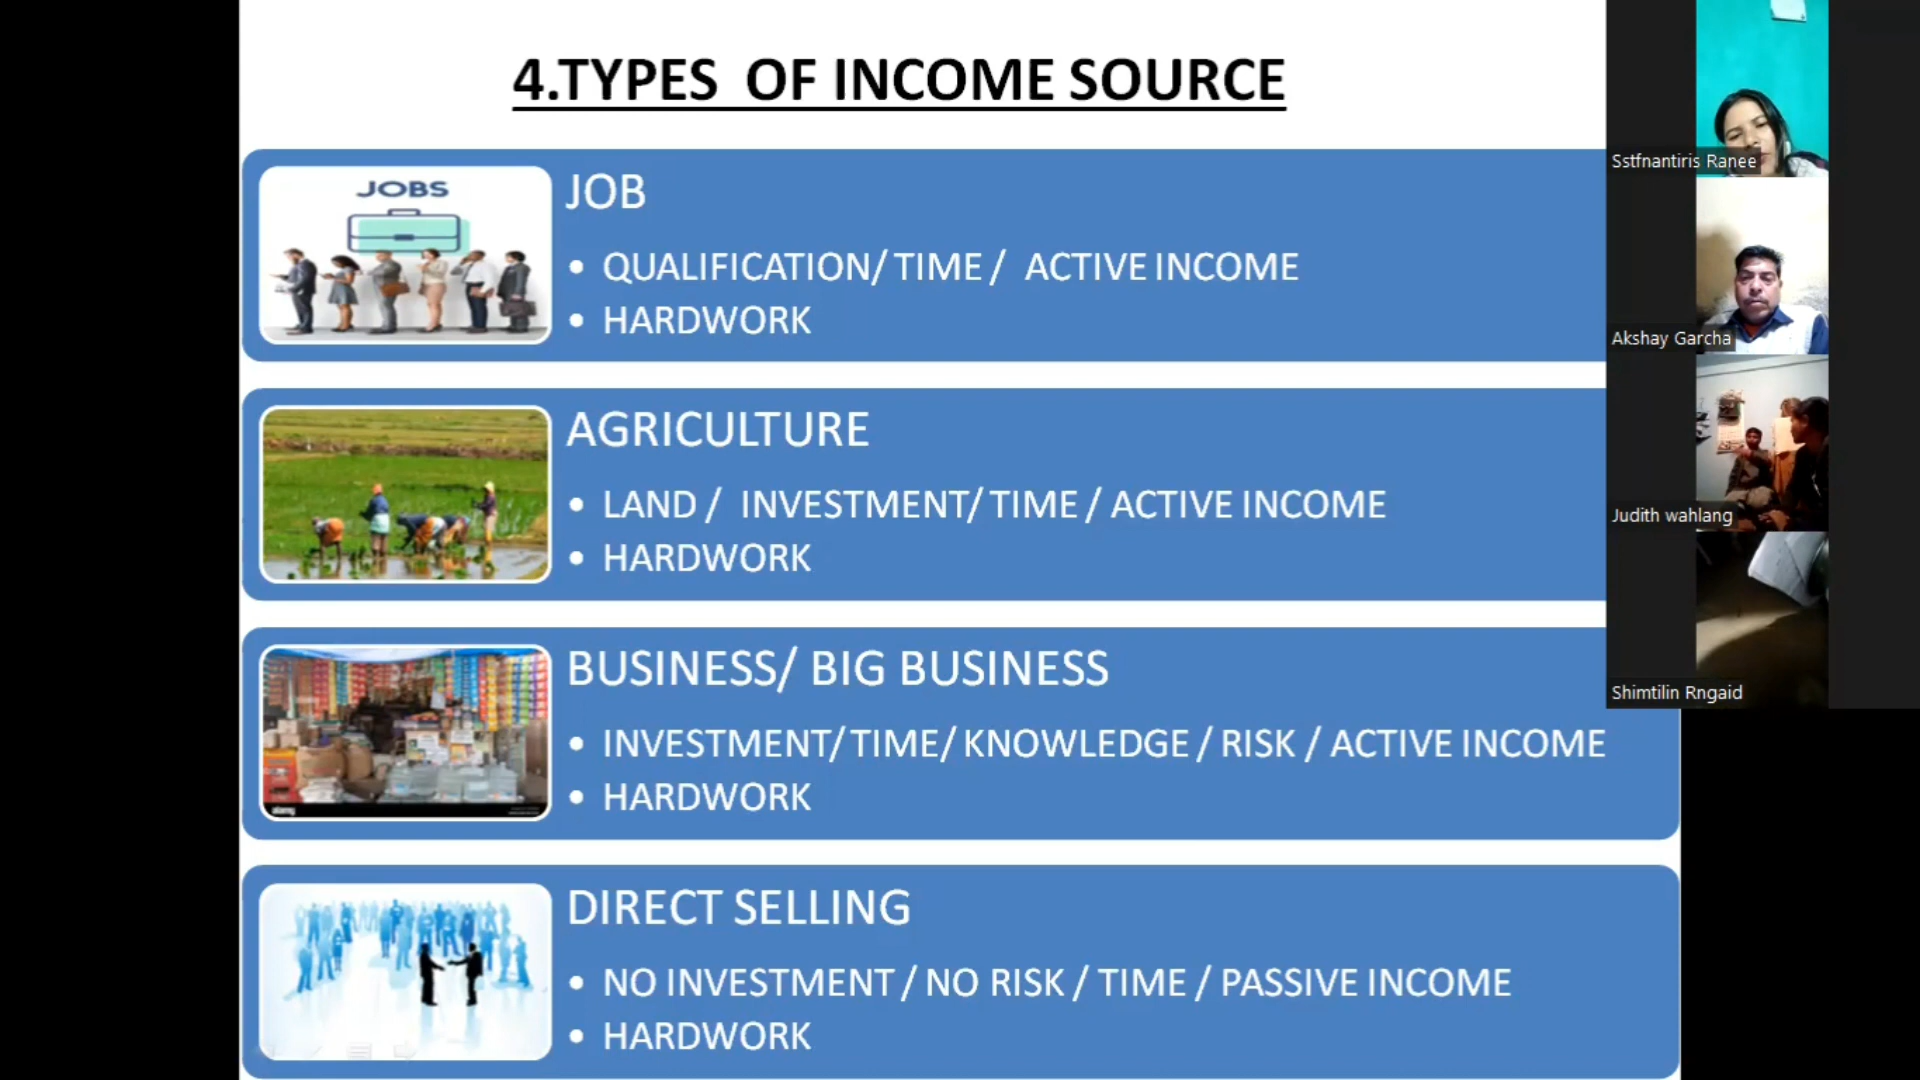 4.TYPES OF INCOME SOURCE
JOBS
JOB
• QUALIFICATION/ TIME / ACTIVE INCOME
• HARDWORK
AGRICULTURE
• LAND / INVESTMENT/ TIME / ACTIVE INCOME
• HARDWORK
BUSINESS/ BIG BUSINESS
• INVESTMENT/ TIME/ KNOWLEDGE / RISK / ACTIVE INCOME
• HARDWORK
alamy
DIRECT SELLING
• NO INVESTMENT / NO RISK / TIME / PASSIVE INCOME
• HARDWORK
Sstfnantiris Ranee
Akshay Garcha
Judith wahlang
Shimtilin Rngaid